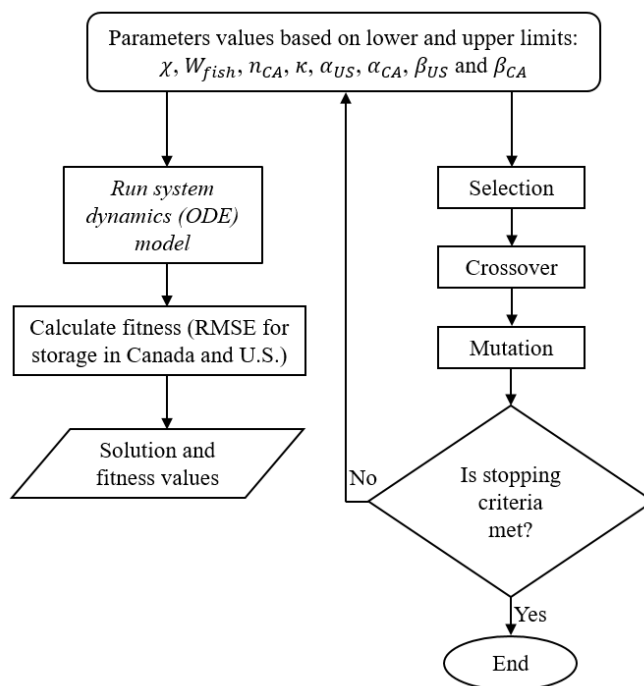 Parameters values based on lower and upper limits:
χ, W_fish, n_CA, κ, α_US, α_CA, β_US and β_CA
Run system
dynamics (ODE)
model
Calculate fitness (RMSE for
storage in Canada and U.S.)
Solution and
fitness values
Selection
Crossover
Mutation
Is stopping
criteria
met?
No
Yes
End